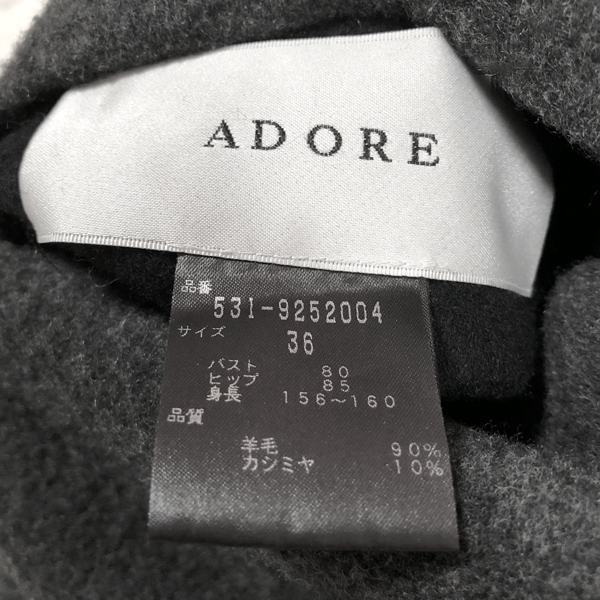 ADORE
品番
531-9252004
サイズ
36
バスト 80
ヒップ 85
身長 156～160
品質
羊毛 90%
カシミヤ 10%